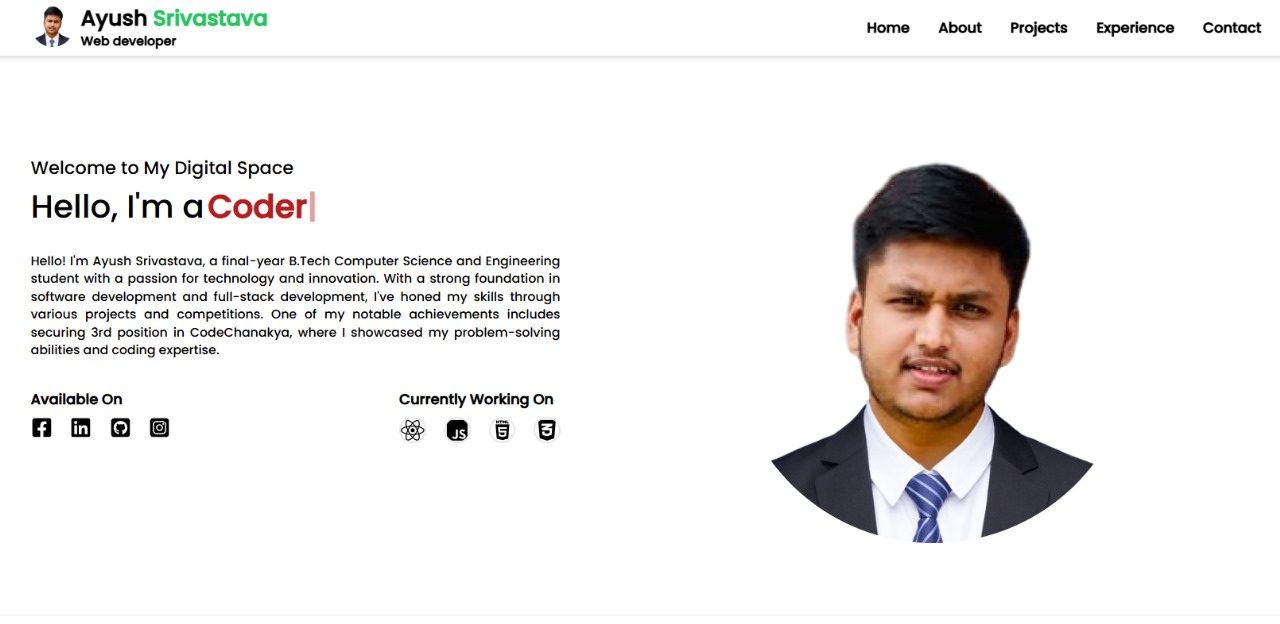 Ayush Srivastava
Web developer
Home About Projects Experience Contact
Welcome to My Digital Space
Hello, I'm a Coder
Hello! I'm Ayush Srivastava, a final-year B.Tech Computer Science and Engineering
student with a passion for technology and innovation. With a strong foundation in
software development and full-stack development, I've honed my skills through
various projects and competitions. One of my notable achievements includes
securing 3rd position in CodeChanakya, where I showcased my problem-solving
abilities and coding expertise.
Available On
Currently Working On
JS
HTML
5
3